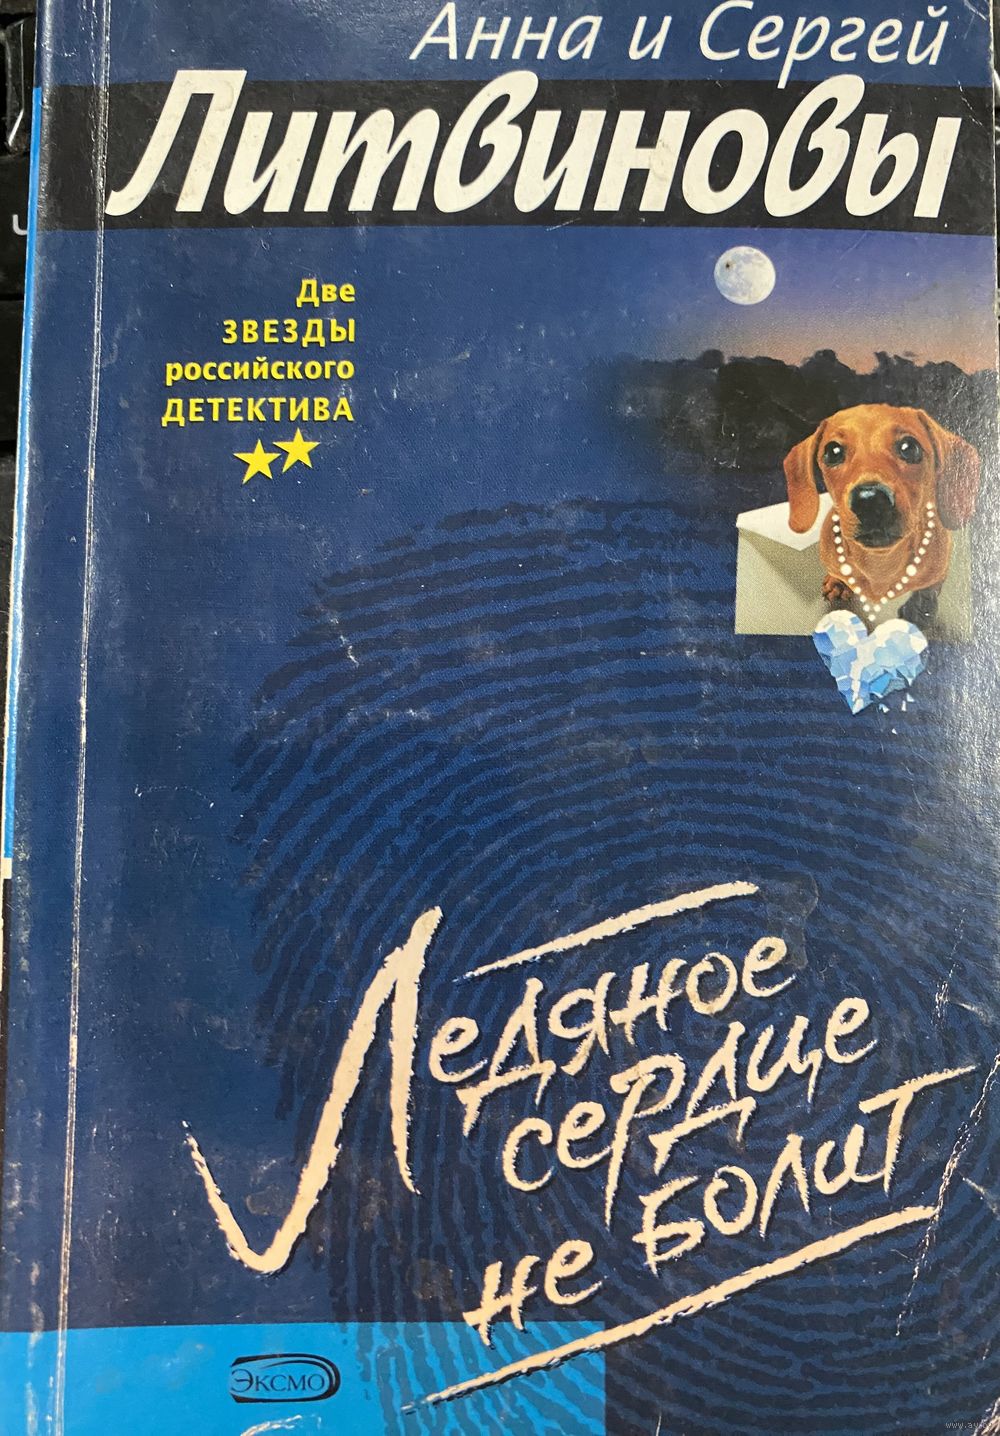 Анна и Сергей
Литвиновы
Две
ЗВЕЗДЫ
российского
ДЕТЕКТИВА
Ледяное
сердце
не болит
ЭКСМО